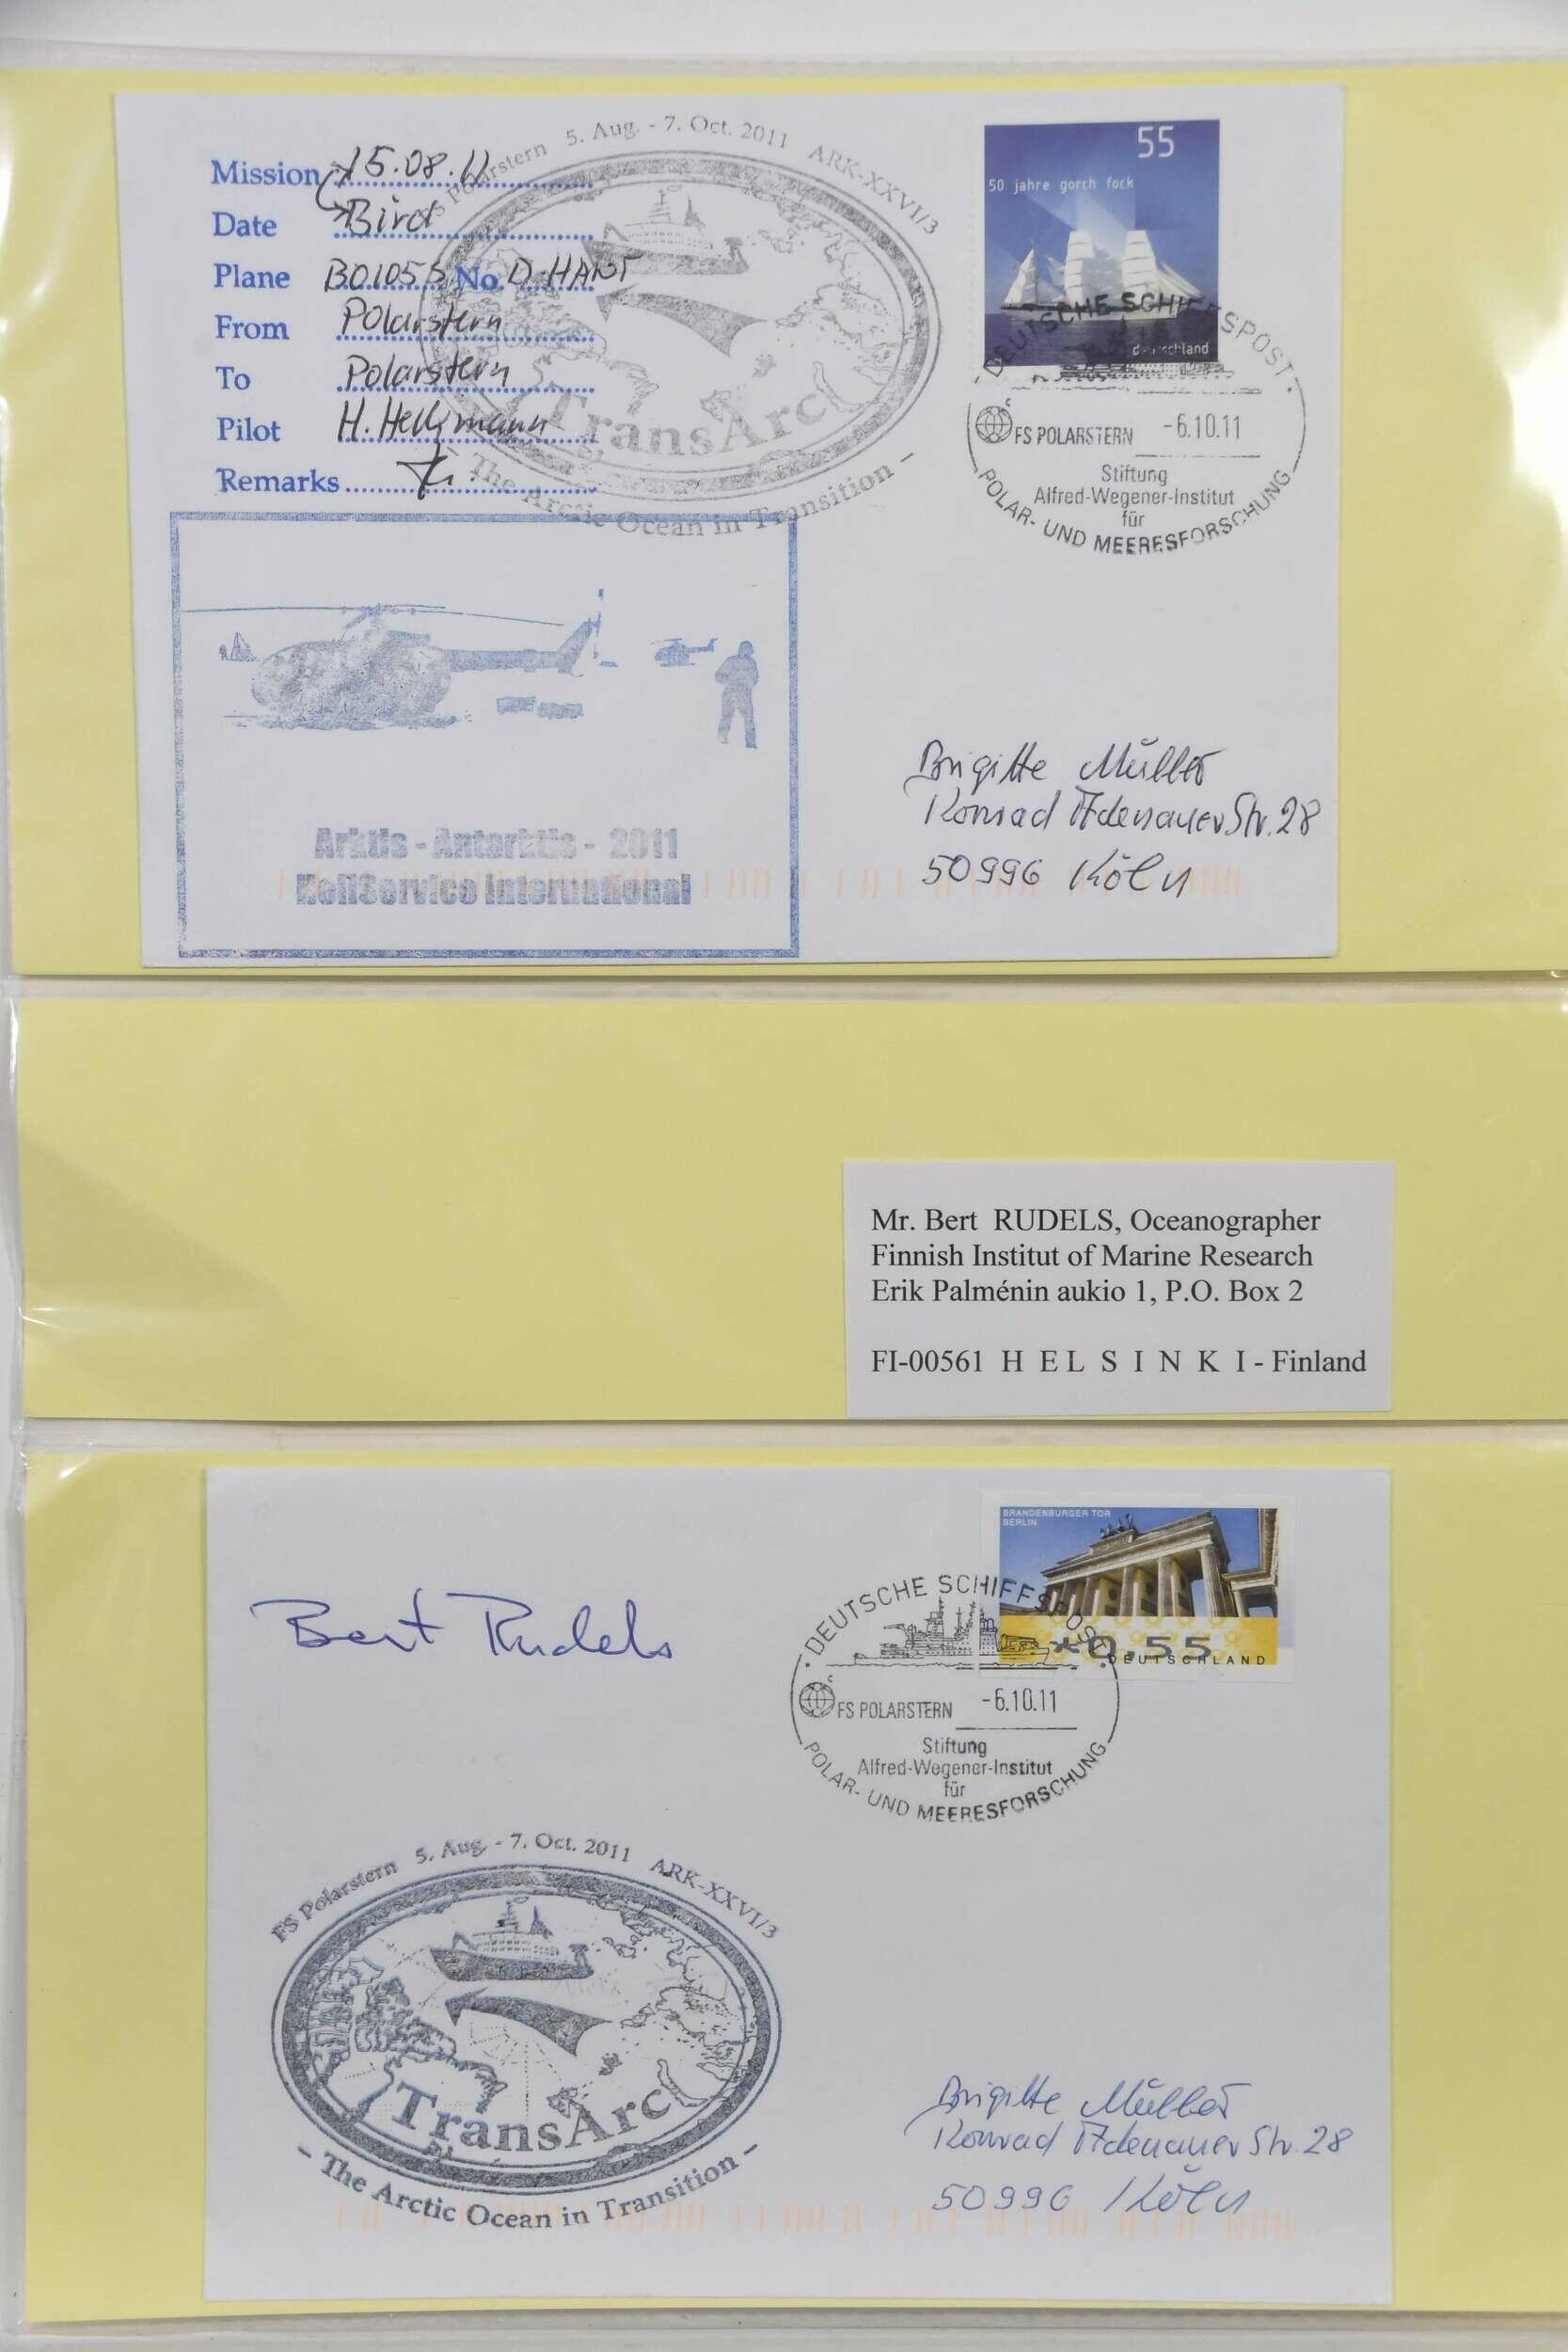 FS Polarstern 5. Aug. - 7. Oct. 2011 ARK-XXVI/3
Mission 15.08.11
Date Bird
Plane BO105S No. D-HAWT
From Polarstern
To Polarstern
Pilot
Remarks
TransArc
- The Arctic Ocean in Transition -
55
50 jahre gorch fock
deutschland
DEUTSCHE SCHIFFSPOST
FS POLARSTERN -6.10.11
Stiftung
Alfred-Wegener-Institut
für
POLAR- UND MEERESFORSCHUNG
Arktis - Antarktis - 2011
HeliService International
Brigitte Müller
Konrad Adenauer Str. 28
50996 Köln
Mr. Bert RUDELS, Oceanographer
Finnish Institut of Marine Research
Erik Palménin aukio 1, P.O. Box 2
FI-00561 H E L S I N K I - Finland
Bert Rudels
BRANDENBURGER TOR
BERLIN
*0,55
DEUTSCHLAND
DEUTSCHE SCHIFFSPOST
FS POLARSTERN -6.10.11
Stiftung
Alfred-Wegener-Institut
für
POLAR- UND MEERESFORSCHUNG
FS Polarstern 5. Aug. - 7. Oct. 2011 ARK-XXVI/3
TransArc
- The Arctic Ocean in Transition -
Brigitte Müller
Konrad Adenauer Str. 28
50996 Köln